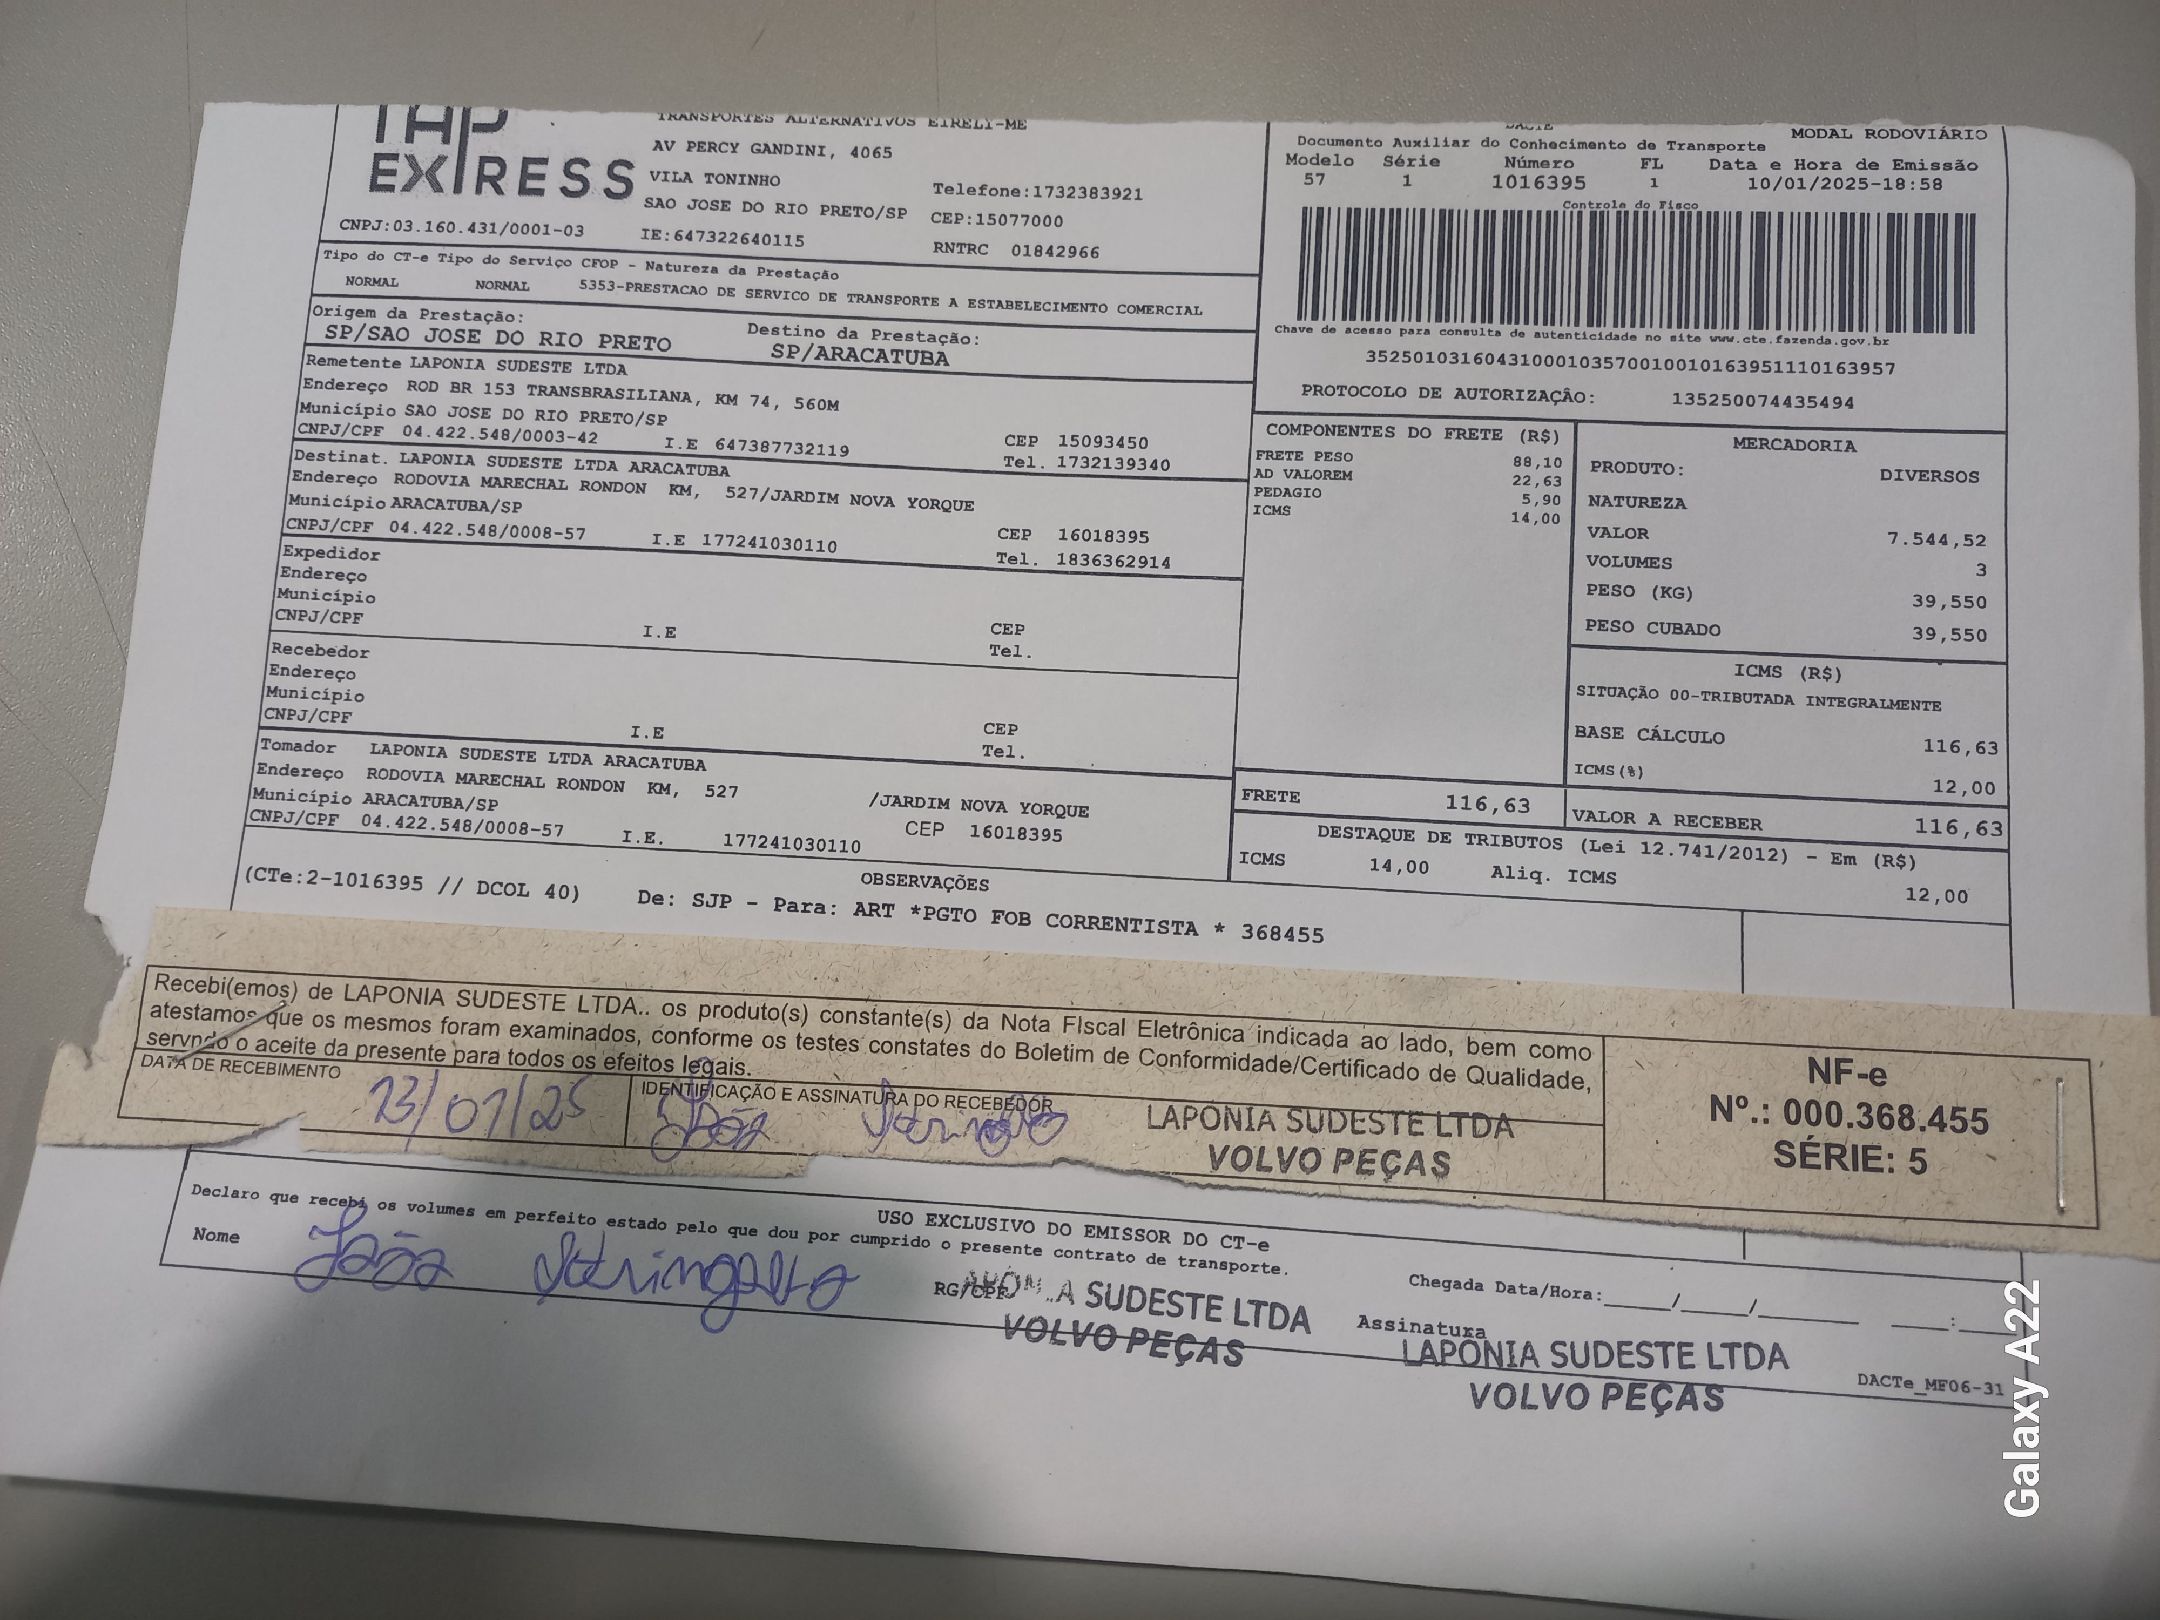 TAP
EXPRESS
TRANSPORTES ALTERNATIVOS EIRELI-ME
AV PERCY GANDINI, 4065
VILA TONINHO
Telefone:1732383921
SAO JOSE DO RIO PRETO/SP CEP:15077000
CNPJ:03.160.431/0001-03 IE:647322640115 RNTRC 01842966
DACTE
MODAL RODOVIÁRIO
Documento Auxiliar do Conhecimento de Transporte
Modelo Série Número FL Data e Hora de Emissão
57 1 1016395 1 10/01/2025-18:58
Controle do Fisco
Chave de acesso para consulta de autenticidade no site www.cte.fazenda.gov.br
35250103160431000103570010010163951110163957
PROTOCOLO DE AUTORIZAÇÃO: 135250074435494
Tipo do CT-e Tipo do Serviço CFOP - Natureza da Prestação
NORMAL NORMAL 5353-PRESTACAO DE SERVICO DE TRANSPORTE A ESTABELECIMENTO COMERCIAL
Origem da Prestação: Destino da Prestação:
SP/SAO JOSE DO RIO PRETO SP/ARACATUBA
Remetente LAPONIA SUDESTE LTDA
Endereço ROD BR 153 TRANSBRASILIANA, KM 74, 560M
Município SAO JOSE DO RIO PRETO/SP CEP 15093450
CNPJ/CPF 04.422.548/0003-42 I.E 647387732119 Tel. 1732139340
Destinat. LAPONIA SUDESTE LTDA ARACATUBA
Endereço RODOVIA MARECHAL RONDON KM, 527/JARDIM NOVA YORQUE
Município ARACATUBA/SP CEP 16018395
CNPJ/CPF 04.422.548/0008-57 I.E 177241030110 Tel. 1836362914
Expedidor
Endereço
Município CEP
CNPJ/CPF I.E Tel.
Recebedor
Endereço
Município CEP
CNPJ/CPF I.E Tel.
Tomador LAPONIA SUDESTE LTDA ARACATUBA
Endereço RODOVIA MARECHAL RONDON KM, 527 /JARDIM NOVA YORQUE
Município ARACATUBA/SP CEP 16018395
CNPJ/CPF 04.422.548/0008-57 I.E. 177241030110
COMPONENTES DO FRETE (R$)
FRETE PESO 88,10
AD VALOREM 22,63
PEDAGIO 5,90
ICMS 14,00
MERCADORIA
PRODUTO: DIVERSOS
NATUREZA
VALOR 7.544,52
VOLUMES 3
PESO (KG) 39,550
PESO CUBADO 39,550
ICMS (R$)
SITUAÇÃO 00-TRIBUTADA INTEGRALMENTE
BASE CÁLCULO 116,63
ICMS(%) 12,00
FRETE 116,63 VALOR A RECEBER 116,63
DESTAQUE DE TRIBUTOS (Lei 12.741/2012) - Em (R$)
ICMS 14,00 Aliq. ICMS 12,00
OBSERVAÇÕES
(CTe:2-1016395 // DCOL 40) De: SJP - Para: ART *PGTO FOB CORRENTISTA * 368455
Recebi(emos) de LAPONIA SUDESTE LTDA.. os produto(s) constante(s) da Nota FIscal Eletrônica indicada ao lado, bem como
atestamos que os mesmos foram examinados, conforme os testes constates do Boletim de Conformidade/Certificado de Qualidade,
servndo o aceite da presente para todos os efeitos legais.
DATA DE RECEBIMENTO IDENTIFICAÇÃO E ASSINATURA DO RECEBEDOR
13/01/25 João
LAPONIA SUDESTE LTDA
VOLVO PEÇAS
NF-e
Nº.: 000.368.455
SÉRIE: 5
USO EXCLUSIVO DO EMISSOR DO CT-e
Declaro que recebi os volumes em perfeito estado pelo que dou por cumprido o presente contrato de transporte.
Nome João Stringhetta RG/CPF
SUDESTE LTDA
VOLVO PEÇAS
Chegada Data/Hora:____/____/______ ___:___
Assinatura
LAPONIA SUDESTE LTDA
VOLVO PEÇAS
DACTe_MF06-31
Galaxy A22